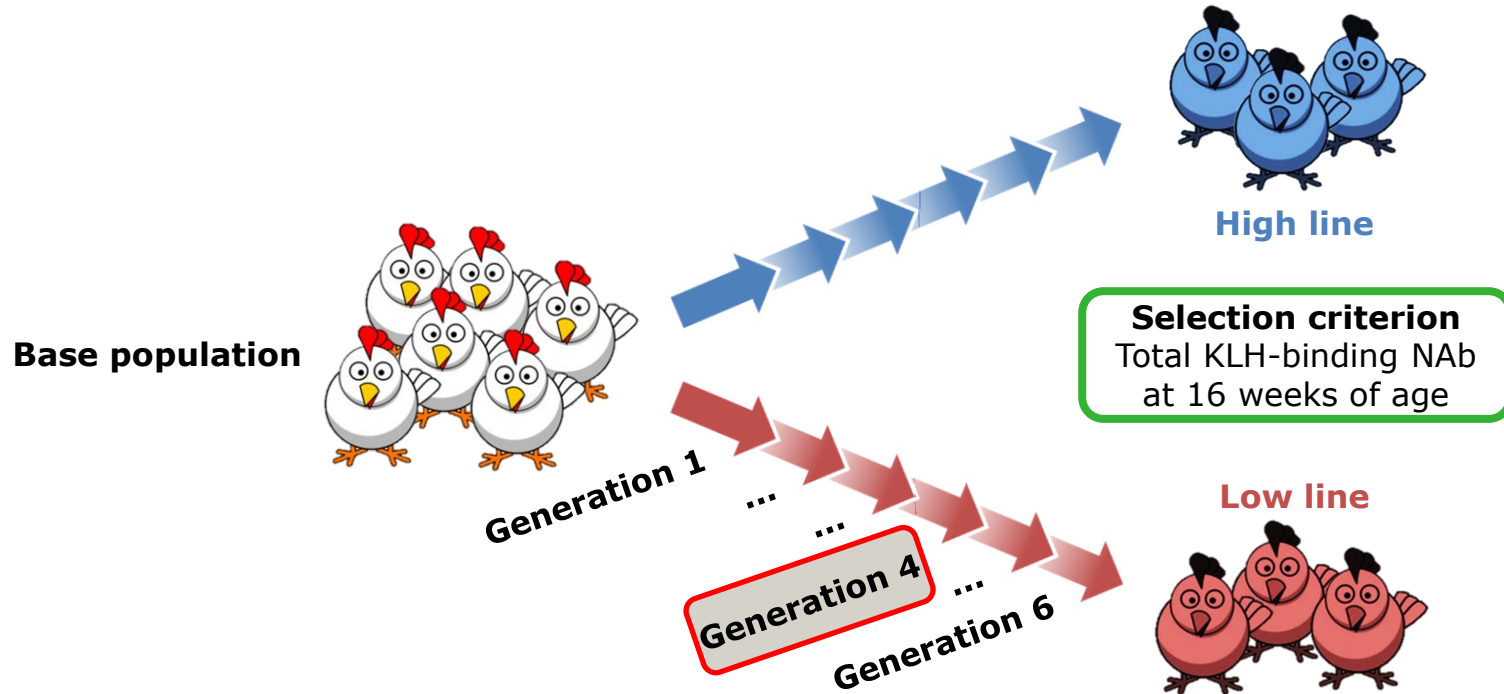 High line
Base population
Selection criterion
Total KLH-binding NAb
at 16 weeks of age
Generation 1
...
...
Generation 4
...
Generation 6
Low line